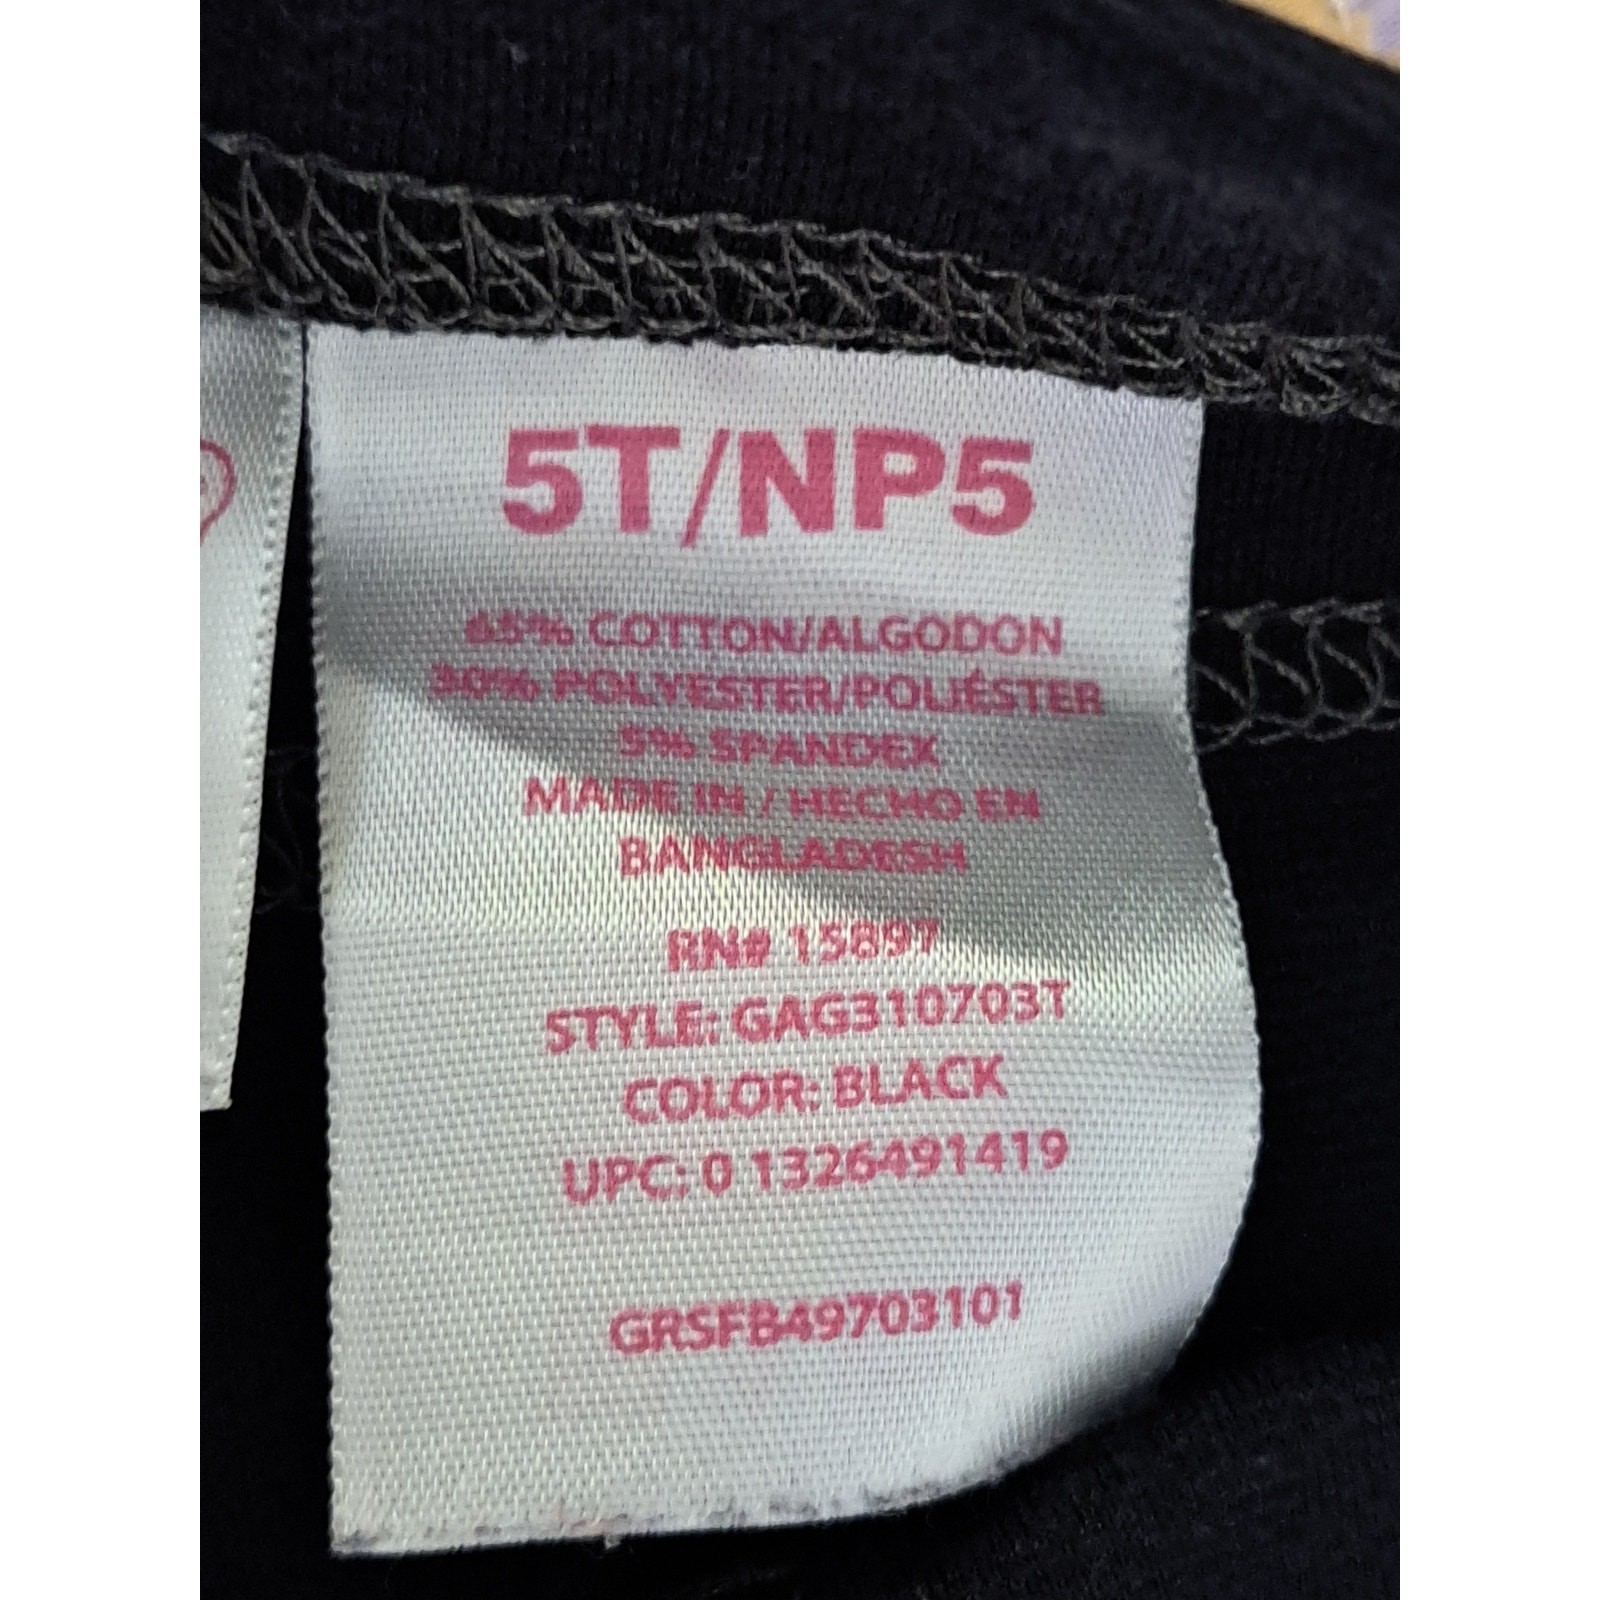 5T/NP5
65% COTTON/ALGODON
30% POLYESTER/POLIÉSTER
5% SPANDEX
MADE IN / HECHO EN
BANGLADESH
RN# 15897
STYLE: GAG310703T
COLOR: BLACK
UPC: 0 1326491419
GRSFB49703101